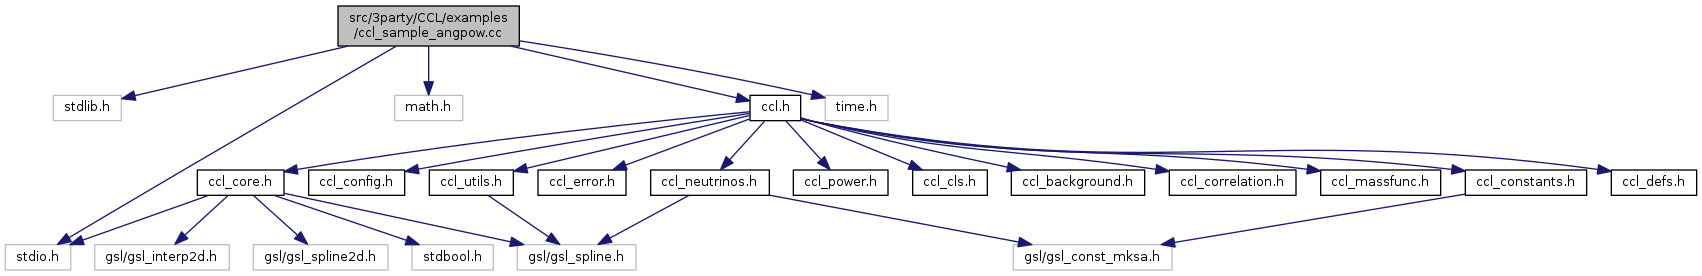 src/3party/CCL/examples
/ccl_sample_angpow.cc
stdlib.h
math.h
ccl.h
time.h
ccl_core.h
ccl_config.h
ccl_utils.h
ccl_error.h
ccl_neutrinos.h
ccl_power.h
ccl_cls.h
ccl_background.h
ccl_correlation.h
ccl_massfunc.h
ccl_constants.h
ccl_defs.h
stdio.h
gsl/gsl_interp2d.h
gsl/gsl_spline2d.h
stdbool.h
gsl/gsl_spline.h
gsl/gsl_const_mksa.h